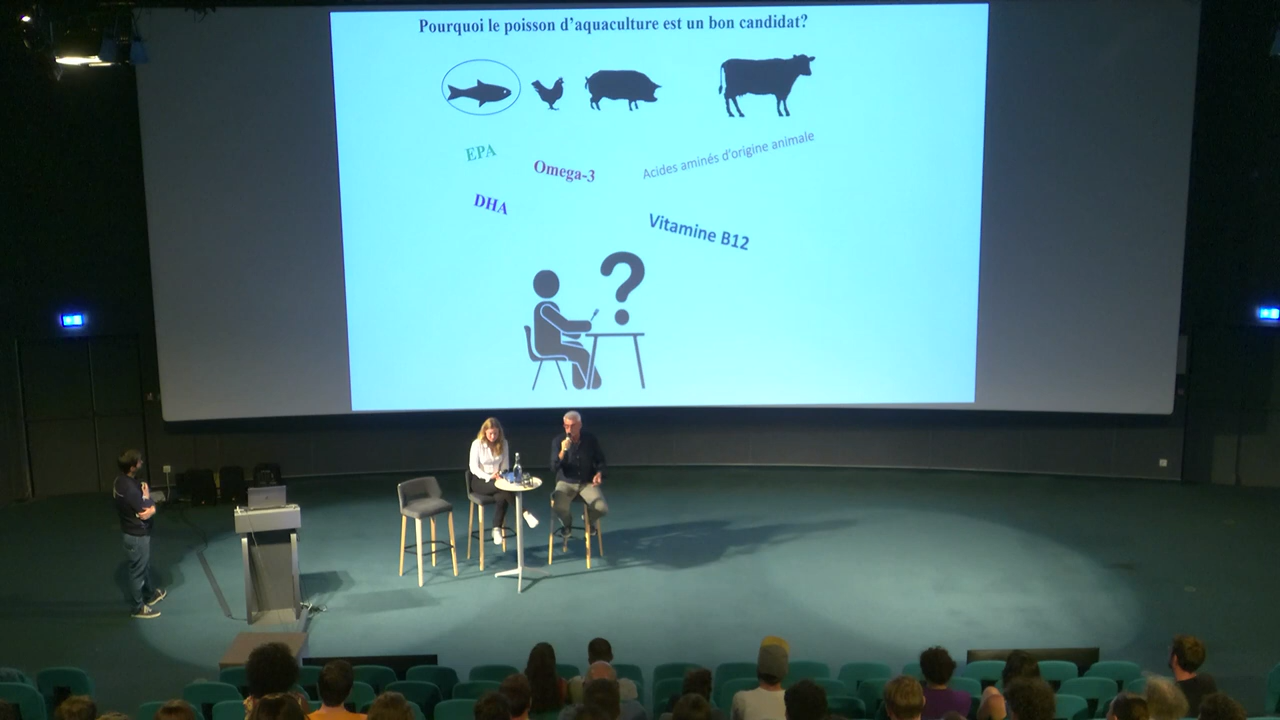 Pourquoi le poisson d'aquaculture est un bon candidat?
EPA
Omega-3
Acides aminés d'origine animale
DHA
Vitamine B12
?